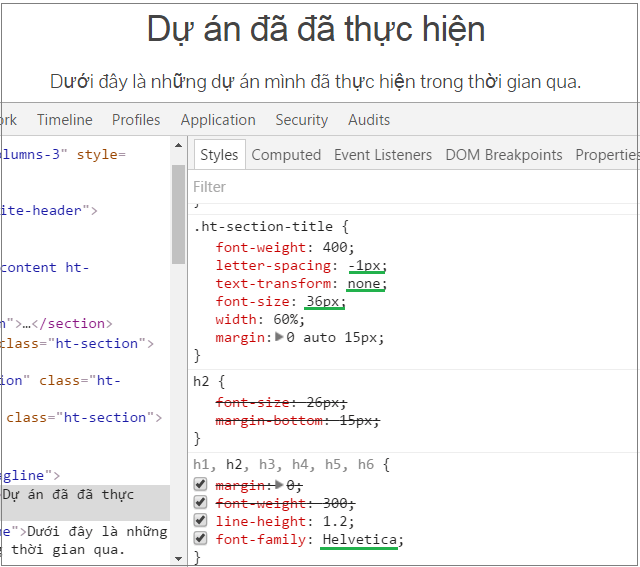 Dự án đã đã thực hiện
Dưới đây là những dự án mình đã thực hiện trong thời gian qua.
rk Timeline Profiles Application Security Audits
olumns-3" style=
ite-header">
content ht-
n">…</section>
class="ht-section">
ion" class="ht-
class="ht-section">
agline">
Dự án đã đã thực
ne">Dưới đây là những
g thời gian qua.
Styles Computed Event Listeners DOM Breakpoints Properties
Filter
}
.ht-section-title {
font-weight: 400;
letter-spacing: -1px;
text-transform: none;
font-size: 36px;
width: 60%;
margin: 0 auto 15px;
}
h2 {
font-size: 26px;
margin-bottom: 15px;
}
h1, h2, h3, h4, h5, h6 {
margin: 0;
font-weight: 300;
line-height: 1.2;
font-family: Helvetica;
}